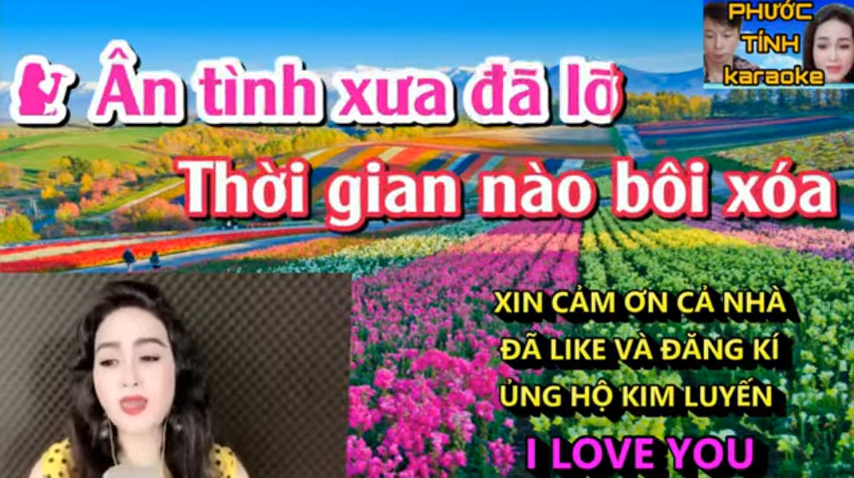 PHƯỚC
TÍNH
karaoke
Ân tình xưa đã lỡ
Thời gian nào bôi xóa
XIN CẢM ƠN CẢ NHÀ
ĐÃ LIKE VÀ ĐĂNG KÍ
ỦNG HỘ KIM LUYẾN
I LOVE YOU